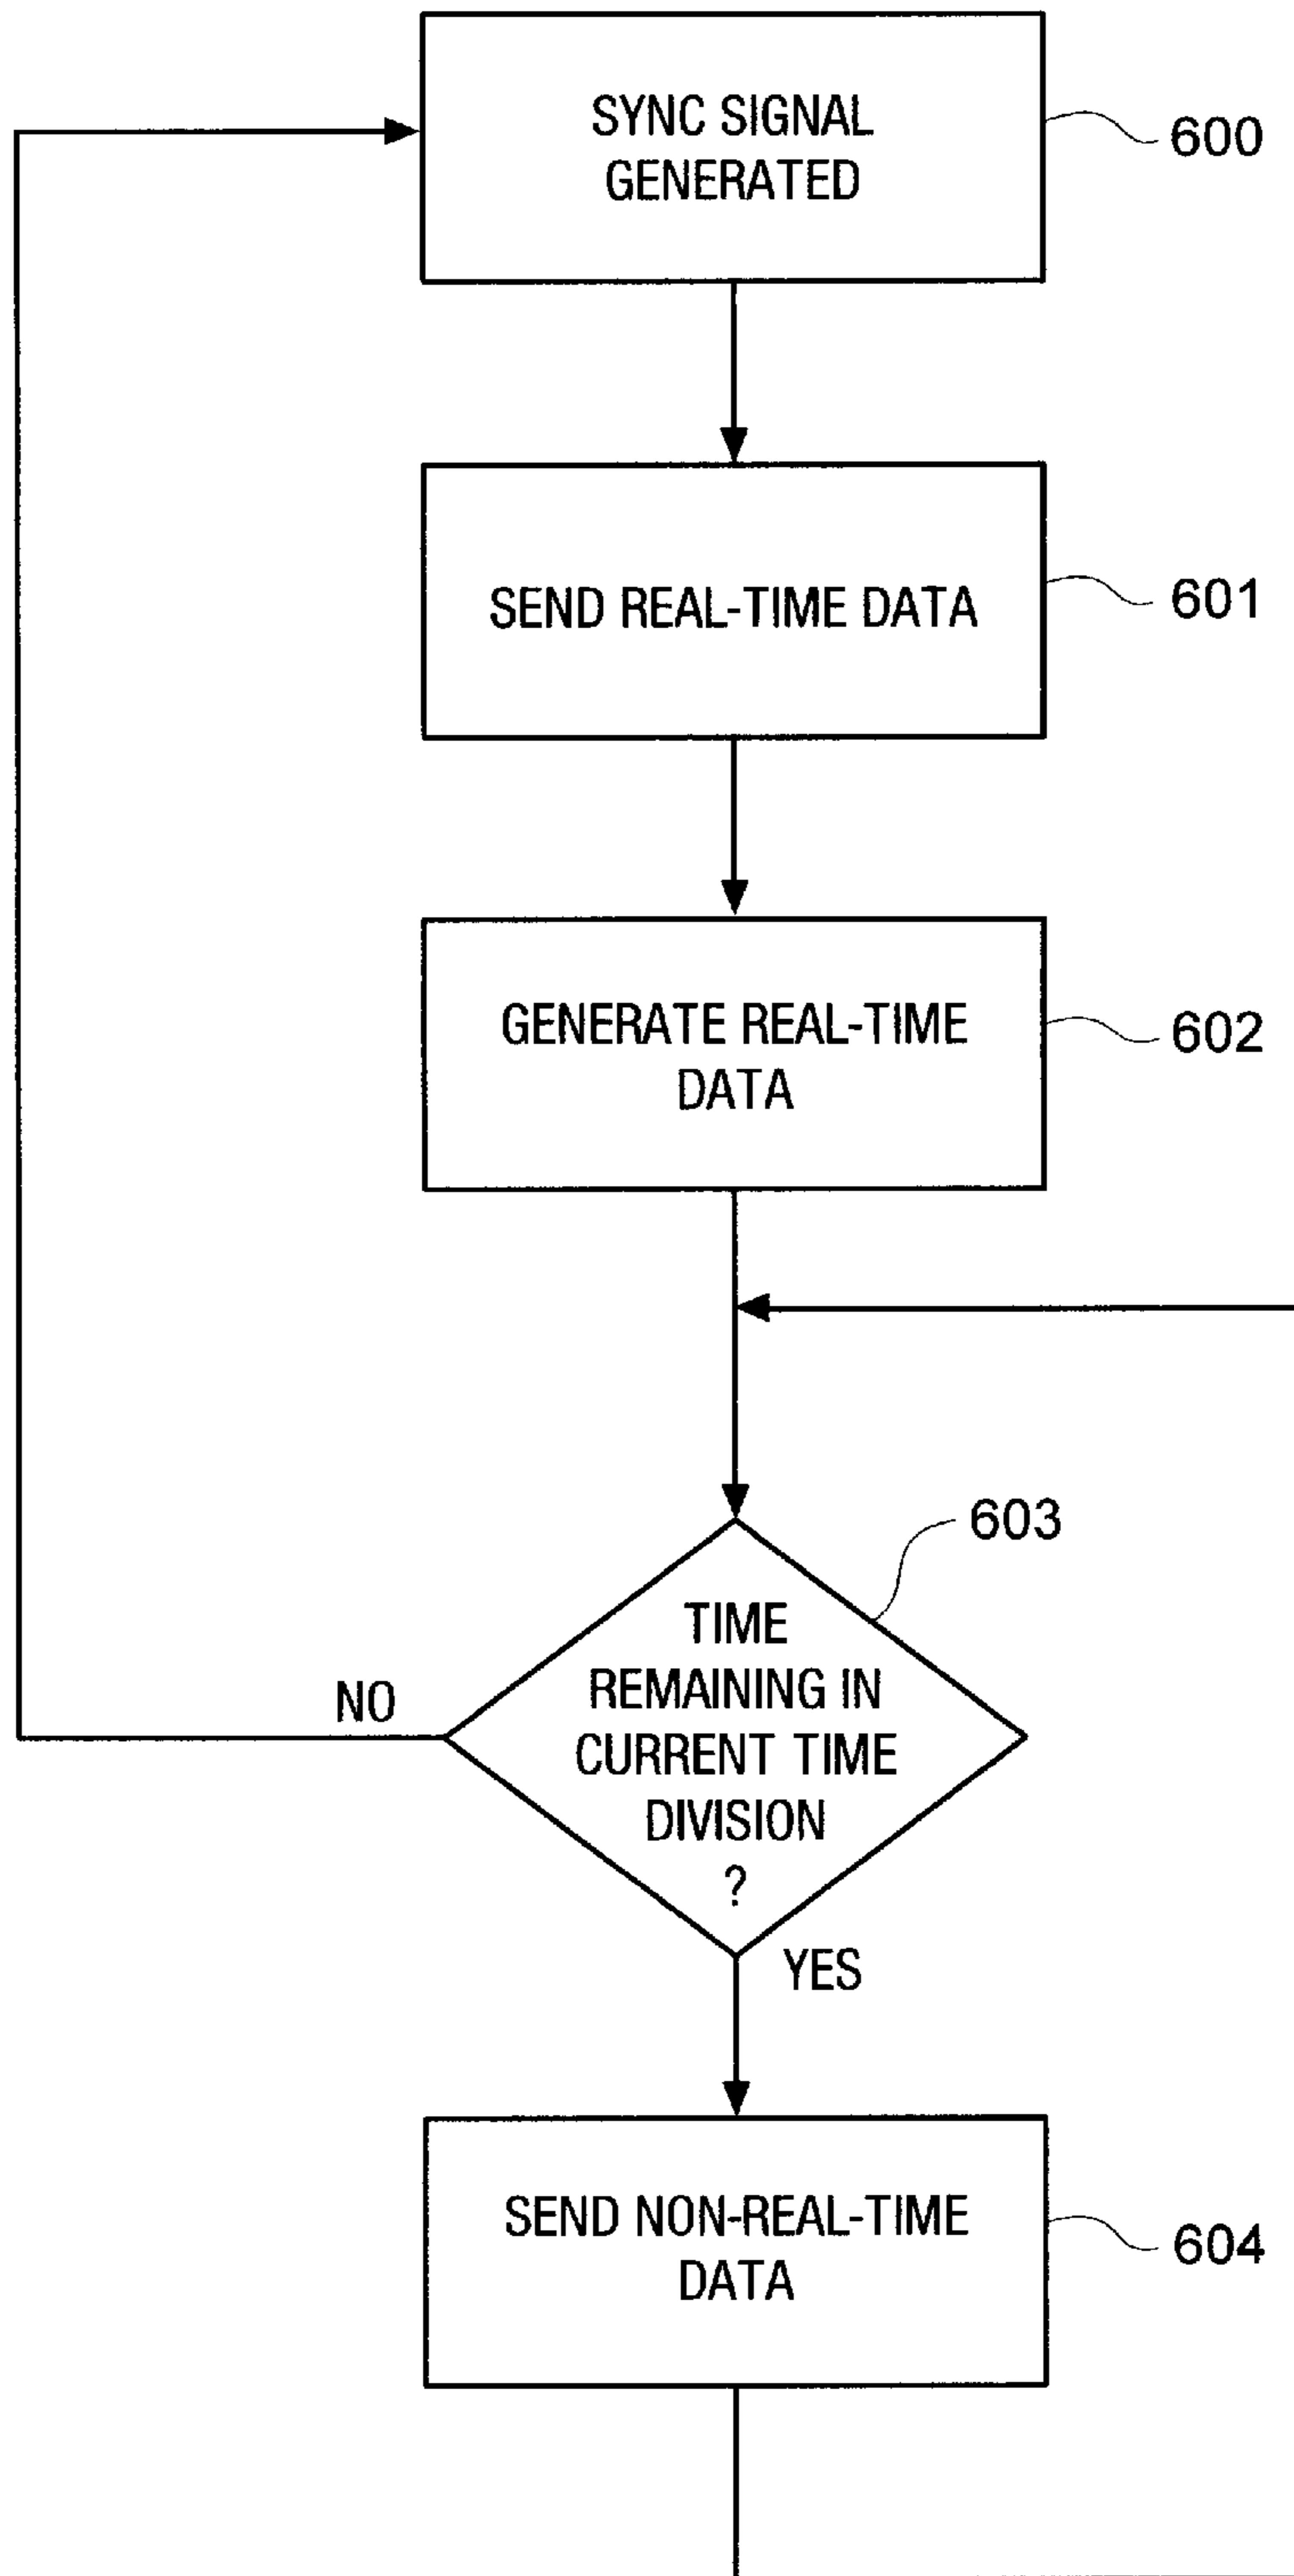 SYNC SIGNAL
GENERATED
600
SEND REAL-TIME DATA
601
GENERATE REAL-TIME
DATA
602
603
TIME
REMAINING IN
CURRENT TIME
DIVISION
?
NO
YES
SEND NON-REAL-TIME
DATA
604